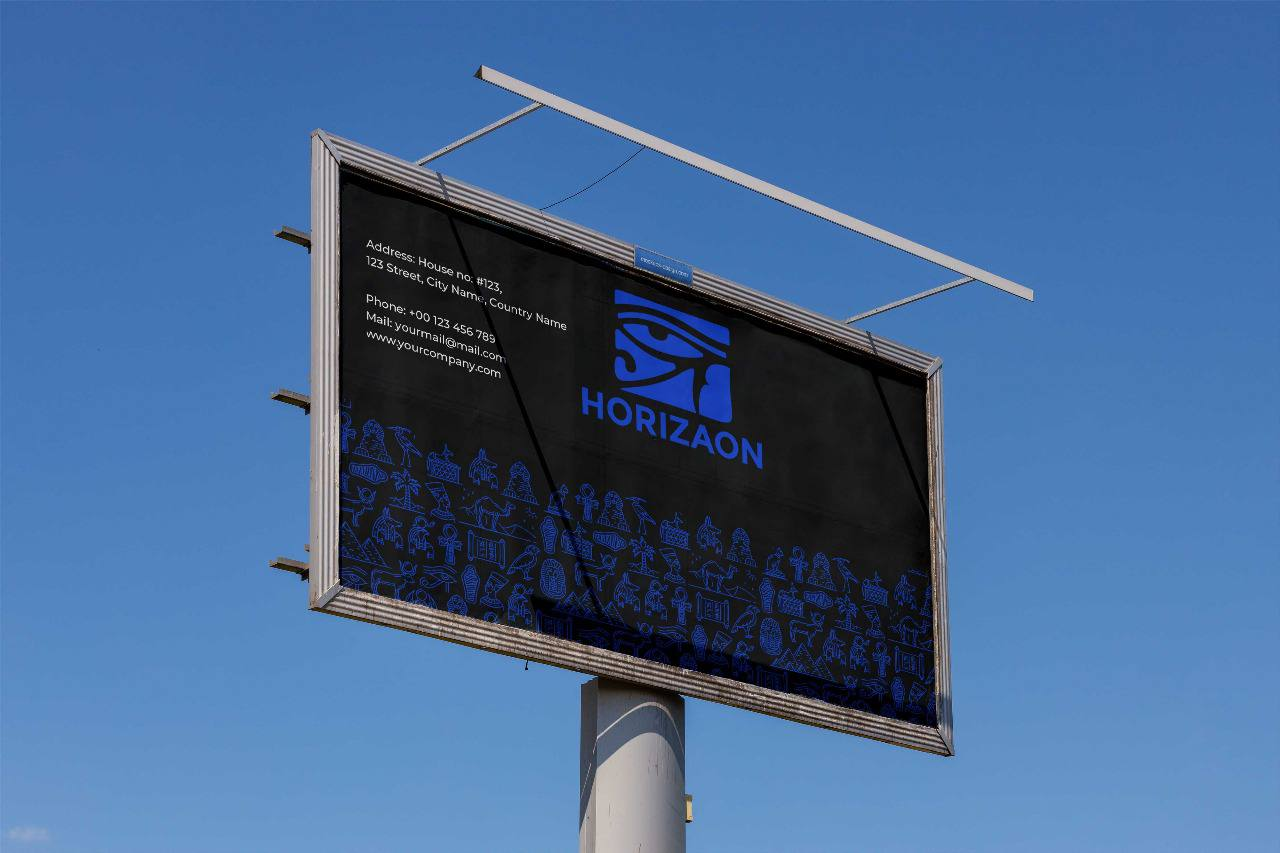 Address: House no: #123,
123 Street, City Name, Country Name
Phone: +00 123 456 789
Mail: yourmail@mail.com
www.yourcompany.com
HORIZAON